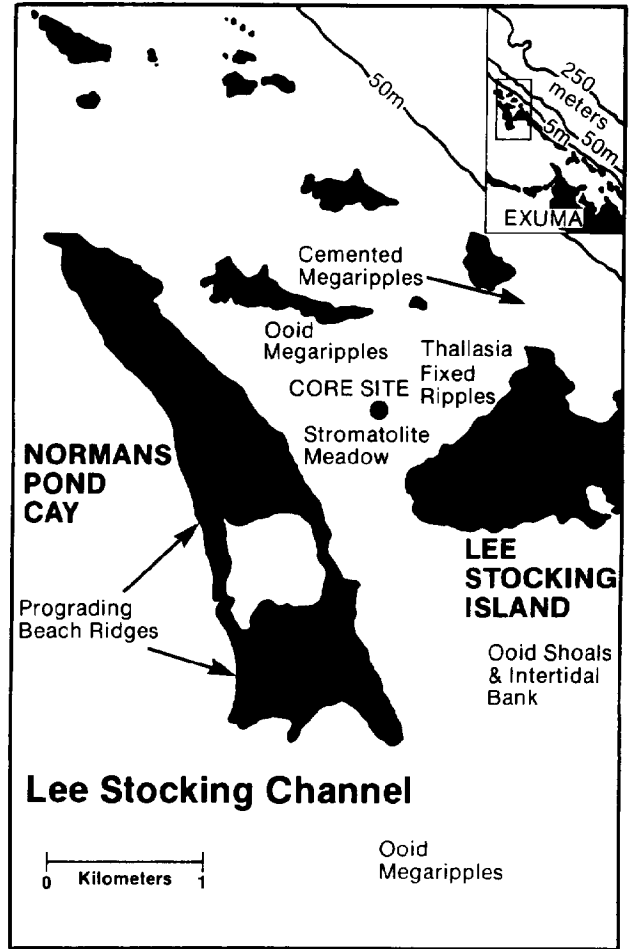 50m
250
meters
50m
5m
EXUMA
Cemented
Megaripples
Ooid
Megaripples
Thallasia
Fixed
Ripples
CORE SITE
Stromatolite
Meadow
NORMANS
POND
CAY
LEE
STOCKING
ISLAND
Prograding
Beach Ridges
Ooid Shoals
& Intertidal
Bank
Lee Stocking Channel
0 Kilometers 1
Ooid
Megaripples